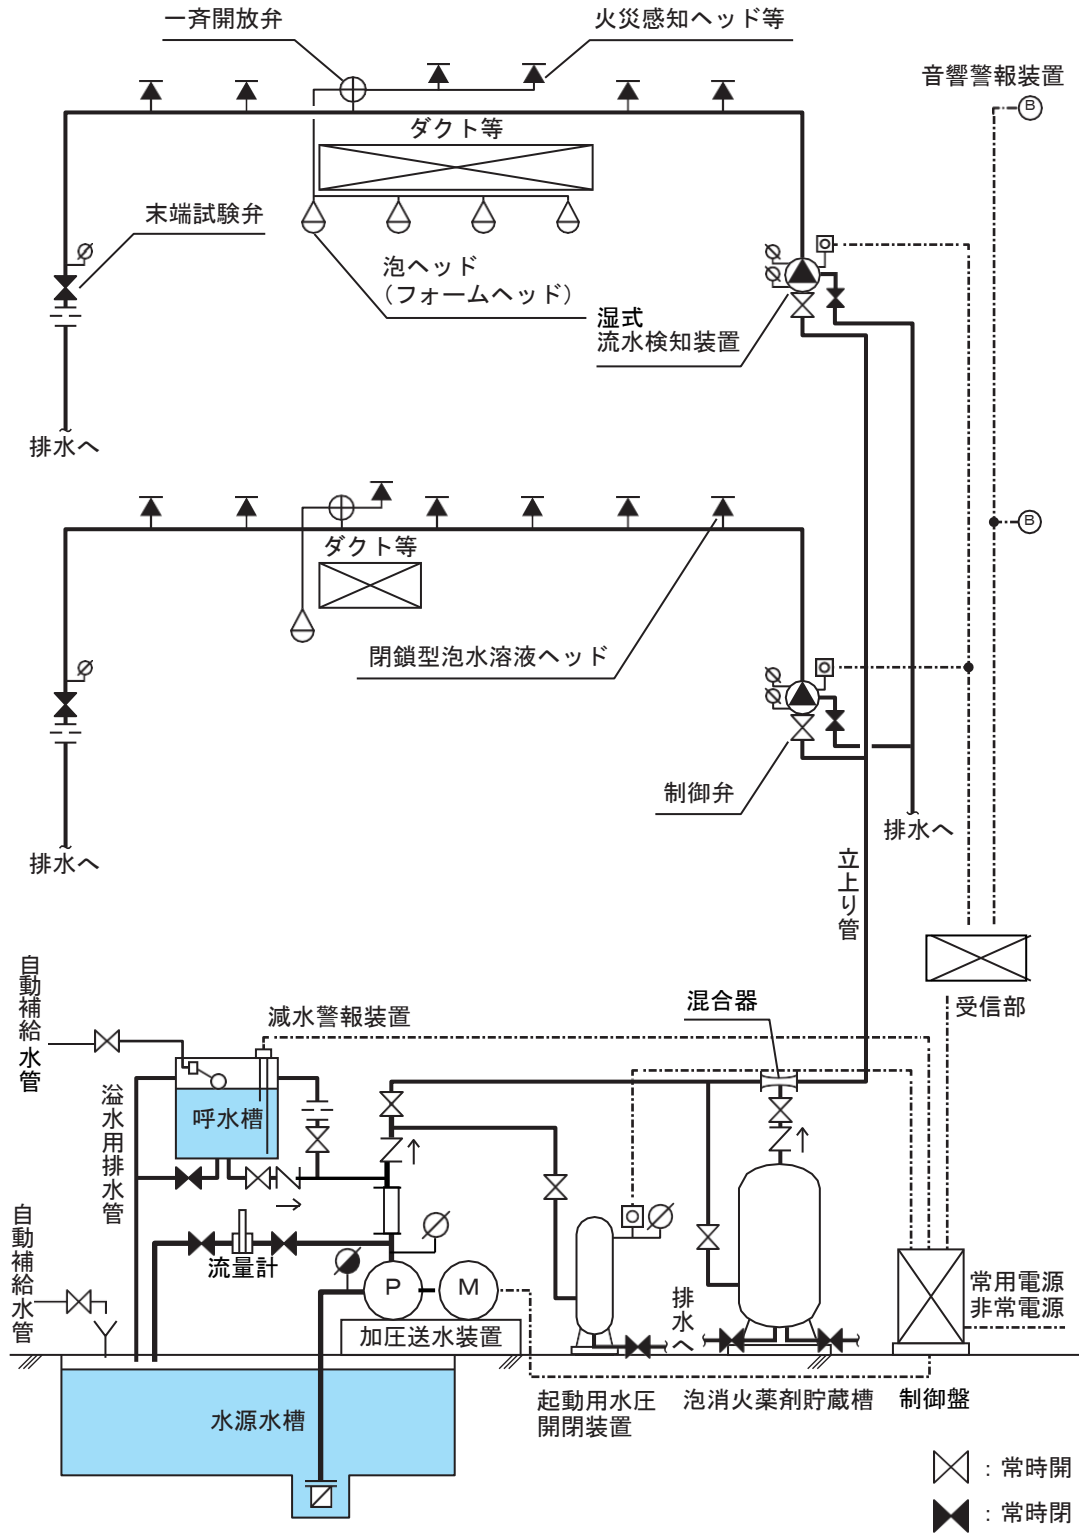 一斉開放弁
火災感知ヘッド等
音響警報装置
B
ダクト等
末端試験弁
泡ヘッド
(フォームヘッド)
湿式
流水検知装置
排水へ
B
ダクト等
閉鎖型泡水溶液ヘッド
制御弁
排水へ
排水へ
立上り管
受信部
自動補給水管
減水警報装置
混合器
呼水槽
溢水用排水管
自動補給水管
流量計
P
M
加圧送水装置
排水へ
常用電源
非常電源
起動用水圧
開閉装置
泡消火薬剤貯蔵槽
制御盤
水源水槽
:常時開
:常時閉